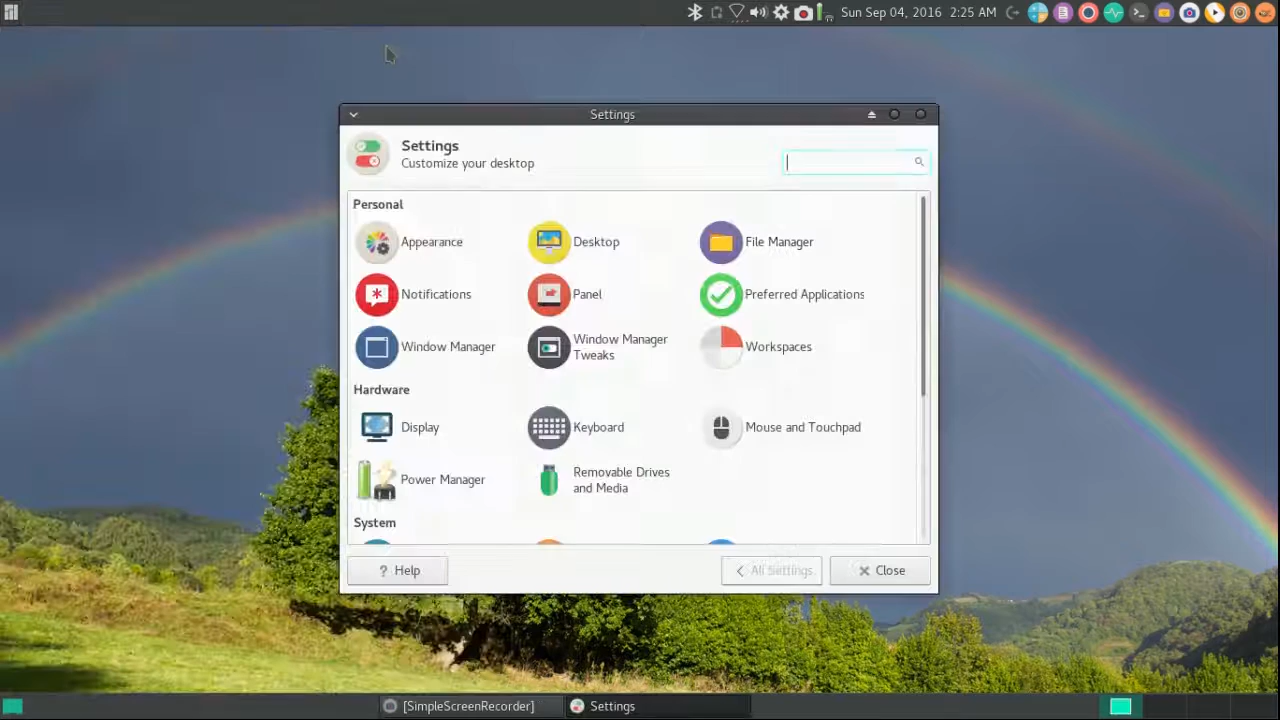 Sun Sep 04, 2016 2:25 AM
Settings
Settings
Customize your desktop
Personal
Appearance
Desktop
File Manager
Notifications
Panel
Preferred Applications
Window Manager
Window Manager
Tweaks
Workspaces
Hardware
Display
Keyboard
Mouse and Touchpad
Power Manager
Removable Drives
and Media
System
? Help
All Settings
Close
[SimpleScreenRecorder]
Settings